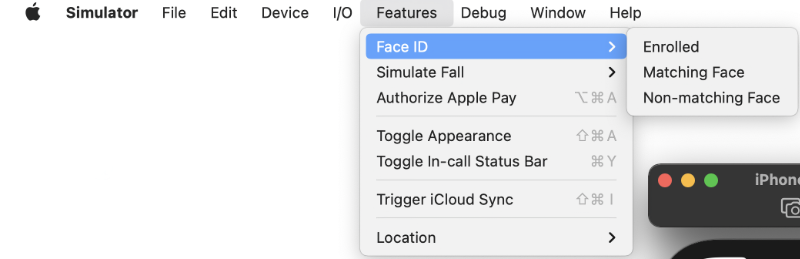 Simulator File Edit Device I/O Features Debug Window Help
Face ID
Enrolled
Simulate Fall
Matching Face
Authorize Apple Pay ⌥⌘A
Non-matching Face
Toggle Appearance ⇧⌘A
Toggle In-call Status Bar ⌘Y
Trigger iCloud Sync ⇧⌘I
iPhone
Location